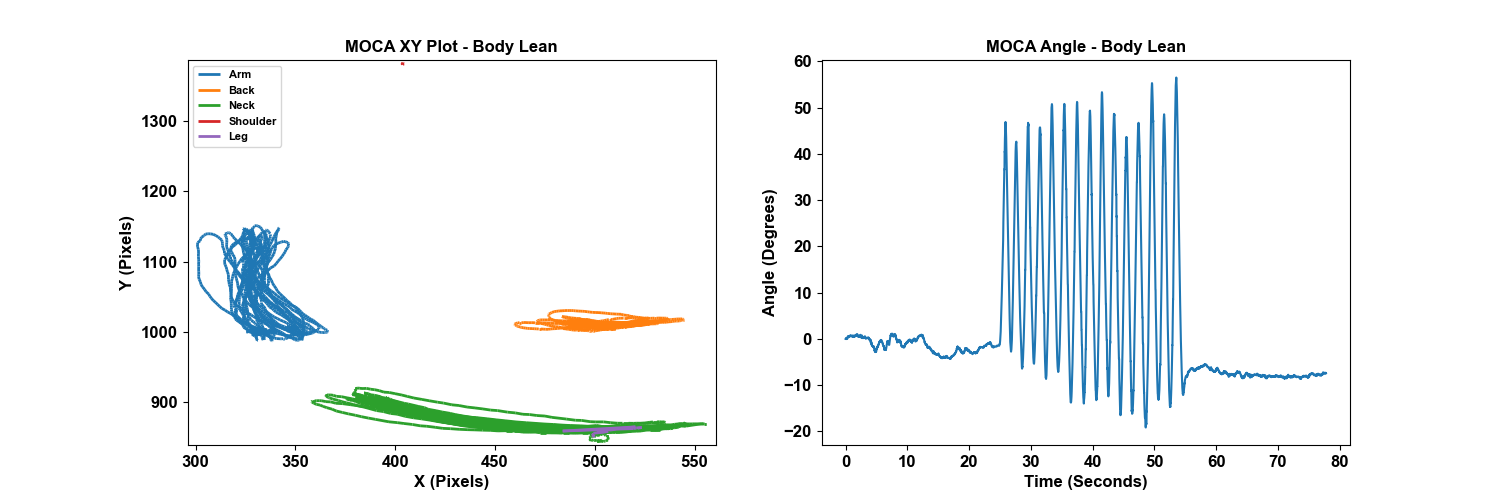 MOCA XY Plot - Body Lean
Arm
Back
Neck
Shoulder
Leg
1300
1200
1100
1000
900
Y (Pixels)
300 350 400 450 500 550
X (Pixels)
MOCA Angle - Body Lean
60
50
40
30
20
10
0
−10
−20
Angle (Degrees)
0 10 20 30 40 50 60 70 80
Time (Seconds)